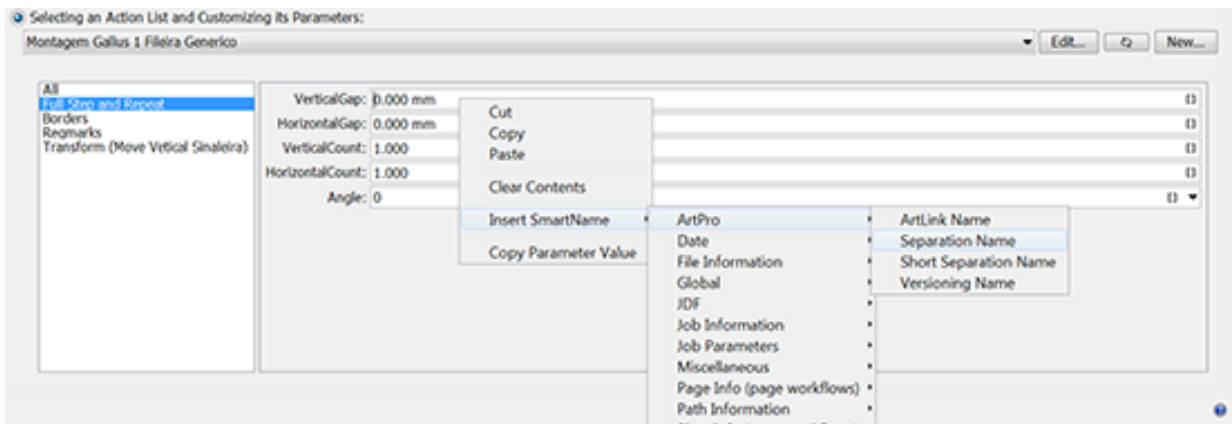 Selecting an Action List and Customizing its Parameters:
Montagem Gallus 1 Fileira Generico
Edit...
New...
All
Full Step and Repeat
Borders
Regmarks
Transform (Move Vetical Sinaleira)
VerticalGap: 0.000 mm
HorizontalGap: 0.000 mm
VerticalCount: 1.000
HorizontalCount: 1.000
Angle: 0
Cut
Copy
Paste
Clear Contents
Insert SmartName
Copy Parameter Value
ArtPro
Date
File Information
Global
JDF
Job Information
Job Parameters
Miscellaneous
Page Info (page workflows)
Path Information
ArtLink Name
Separation Name
Short Separation Name
Versioning Name